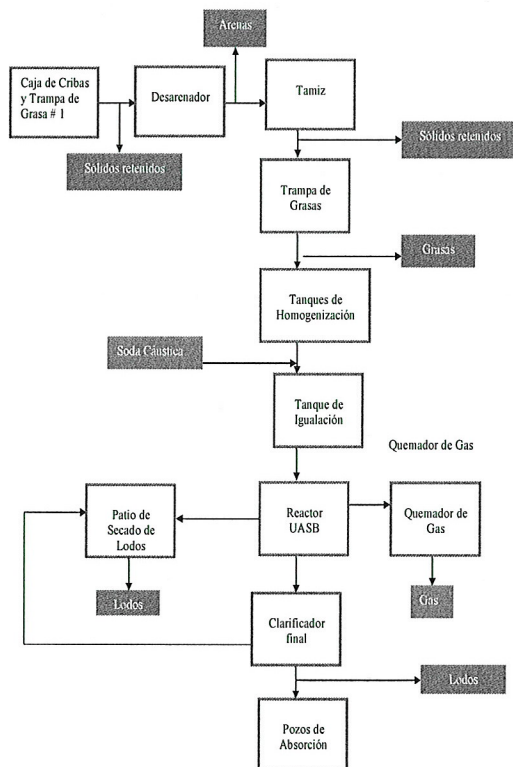 Arenas
Caja de Cribas
y Trampa de
Grasa # 1
Desarenador
Tamiz
Sólidos retenidos
Sólidos retenidos
Trampa de
Grasas
Grasas
Tanques de
Homogenización
Soda Cáustica
Tanque de
Igualación
Quemador de Gas
Patio de
Secado de
Lodos
Reactor
UASB
Quemador de
Gas
Lodos
Gas
Clarificador
final
Lodos
Pozos de
Absorción